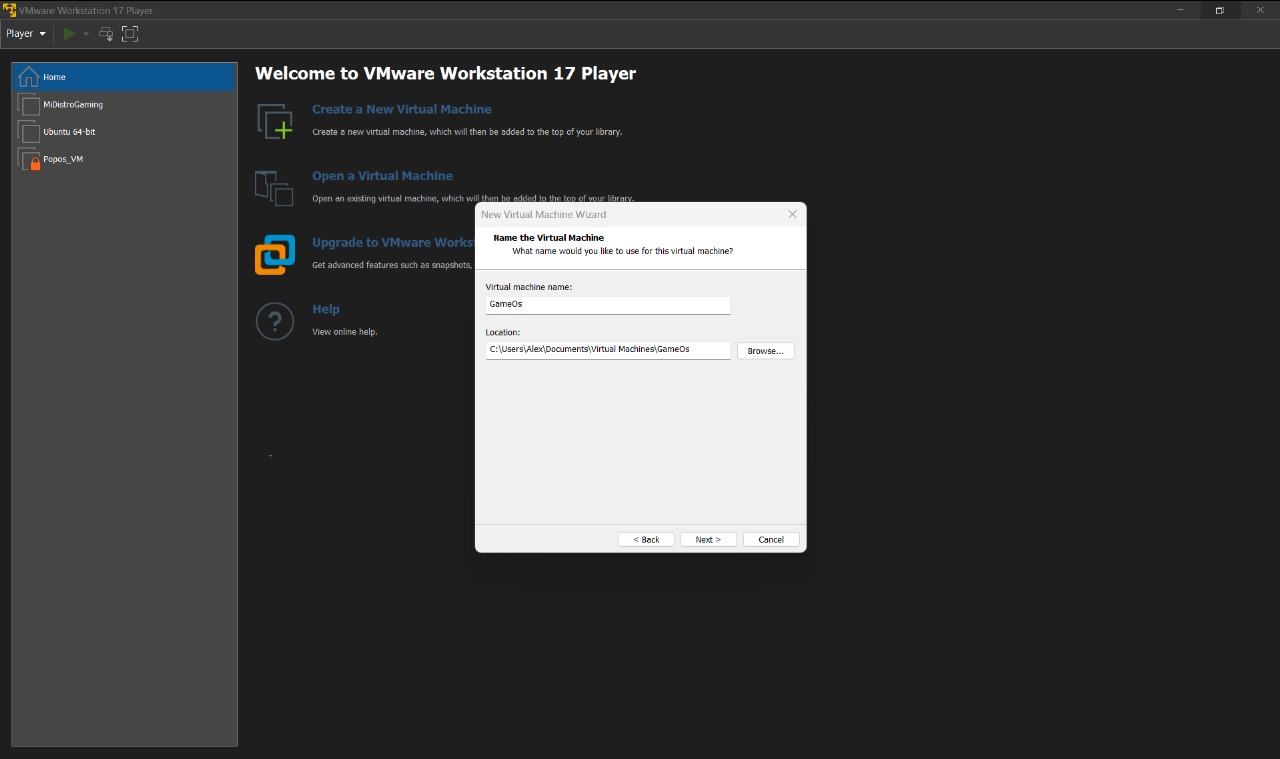 VMware Workstation 17 Player
Player
Home
MiDistroGaming
Ubuntu 64-bit
Popos_VM
Welcome to VMware Workstation 17 Player
Create a New Virtual Machine
Create a new virtual machine, which will then be added to the top of your library.
Open a Virtual Machine
Open an existing virtual machine, which will then be added to the top of your library.
Upgrade to VMware Works
Get advanced features such as snapshots,
Help
View online help.
New Virtual Machine Wizard
Name the Virtual Machine
What name would you like to use for this virtual machine?
Virtual machine name:
GameOs
Location:
C:\Users\Alex\Documents\Virtual Machines\GameOs
Browse...
< Back
Next >
Cancel